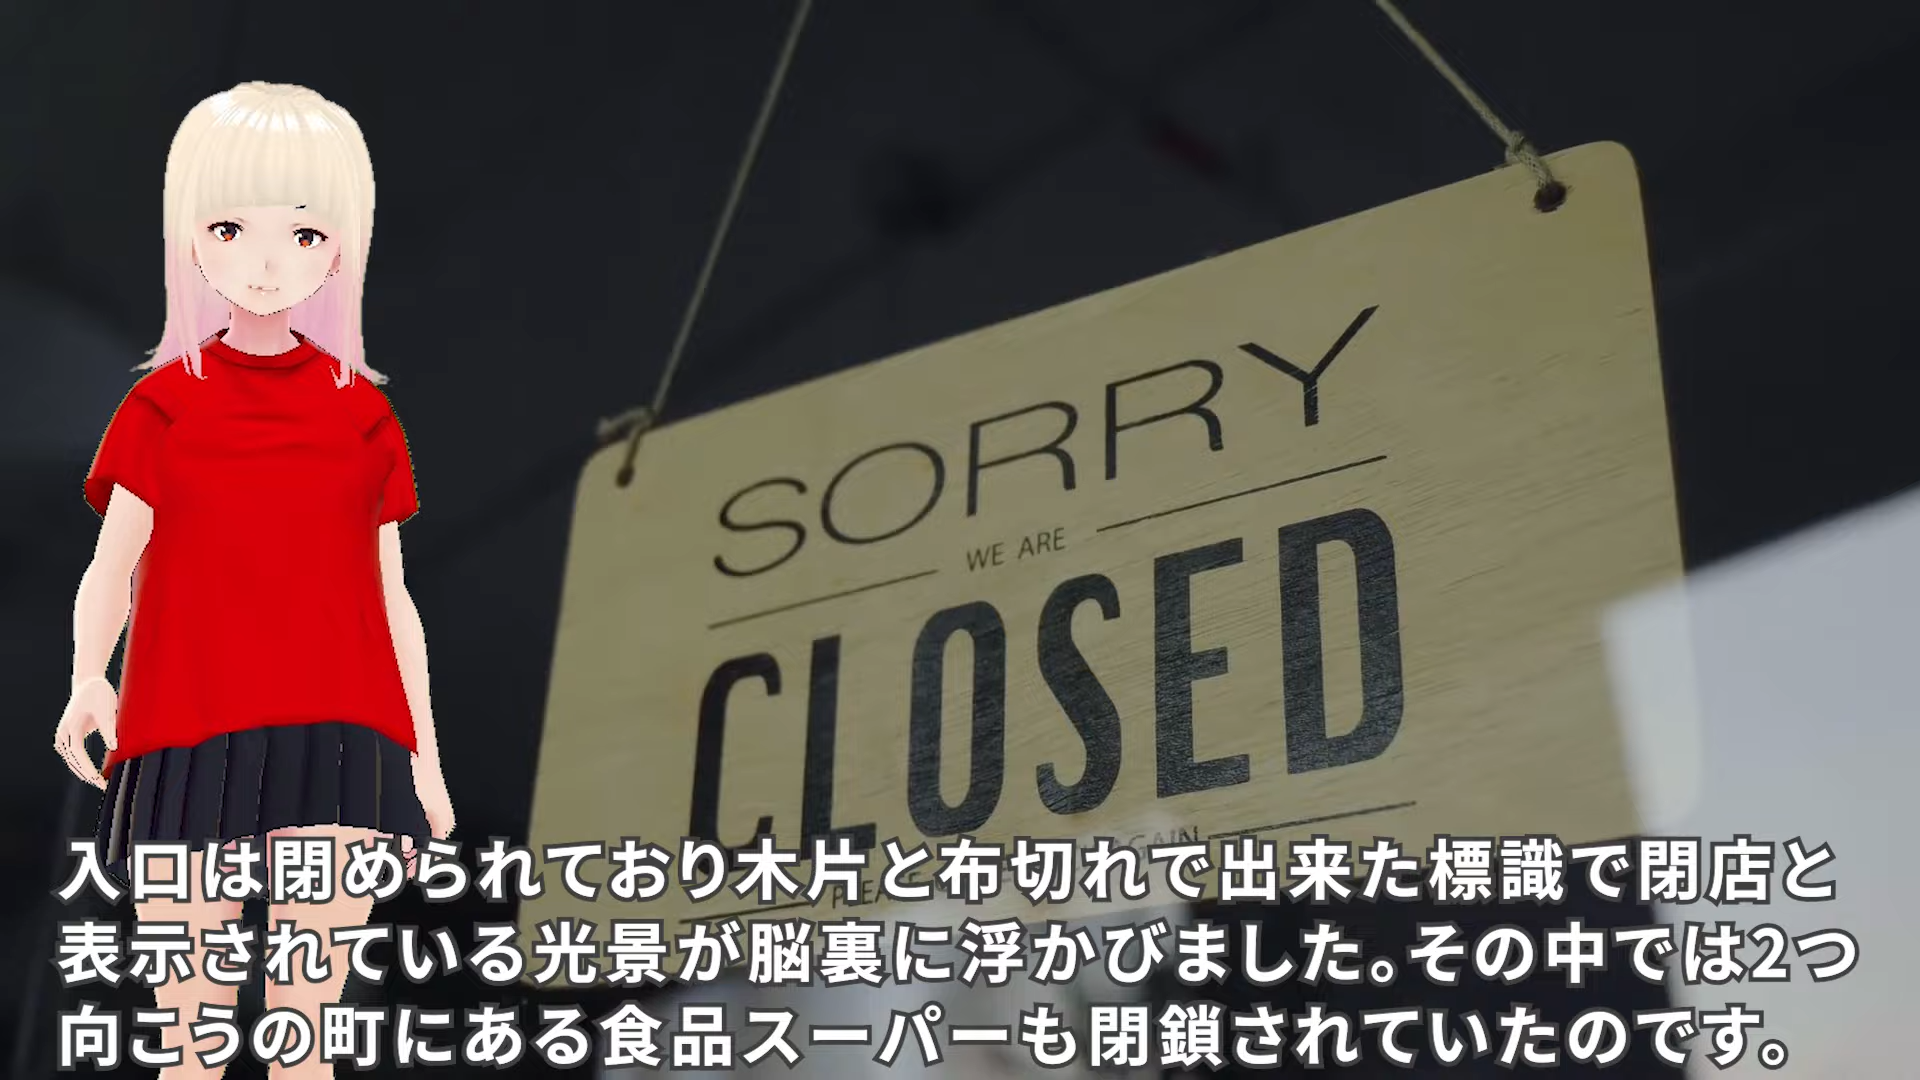 SORRY
WE ARE
CLOSED
入口は閉められており木片と布切れで出来た標識で閉店と
表示されている光景が脳裏に浮かびました。その中では2つ
向こうの町にある食品スーパーも閉鎖されていたのです。